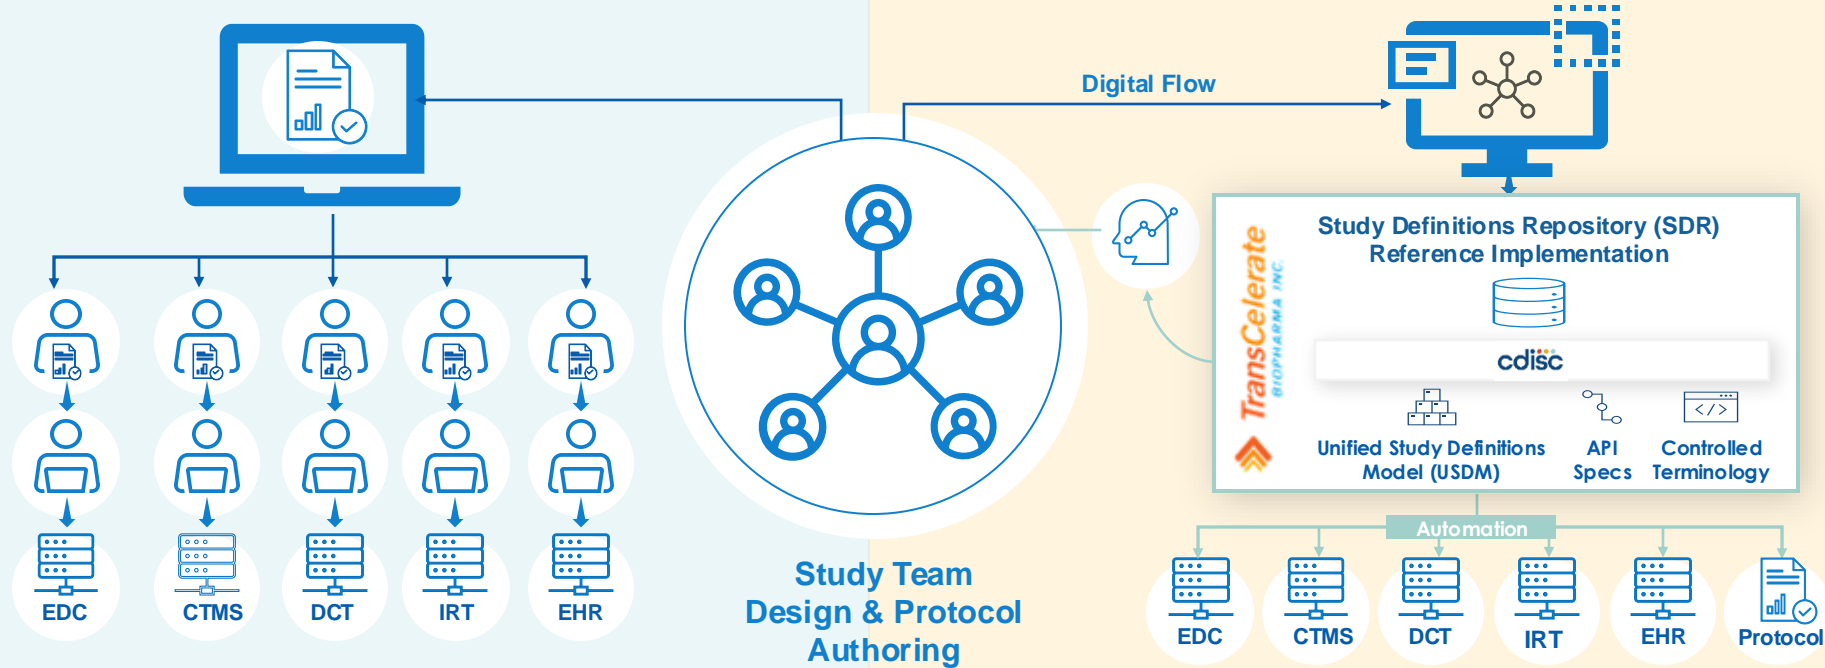 Digital Flow
Study Definitions Repository (SDR)
Reference Implementation
TransCelerate
BIOPHARMA INC.
cdisc
</>
Unified Study Definitions
Model (USDM)
API
Specs
Controlled
Terminology
Automation
Study Team
Design & Protocol
Authoring
EDC
CTMS
DCT
IRT
EHR
EDC
CTMS
DCT
IRT
EHR
Protocol